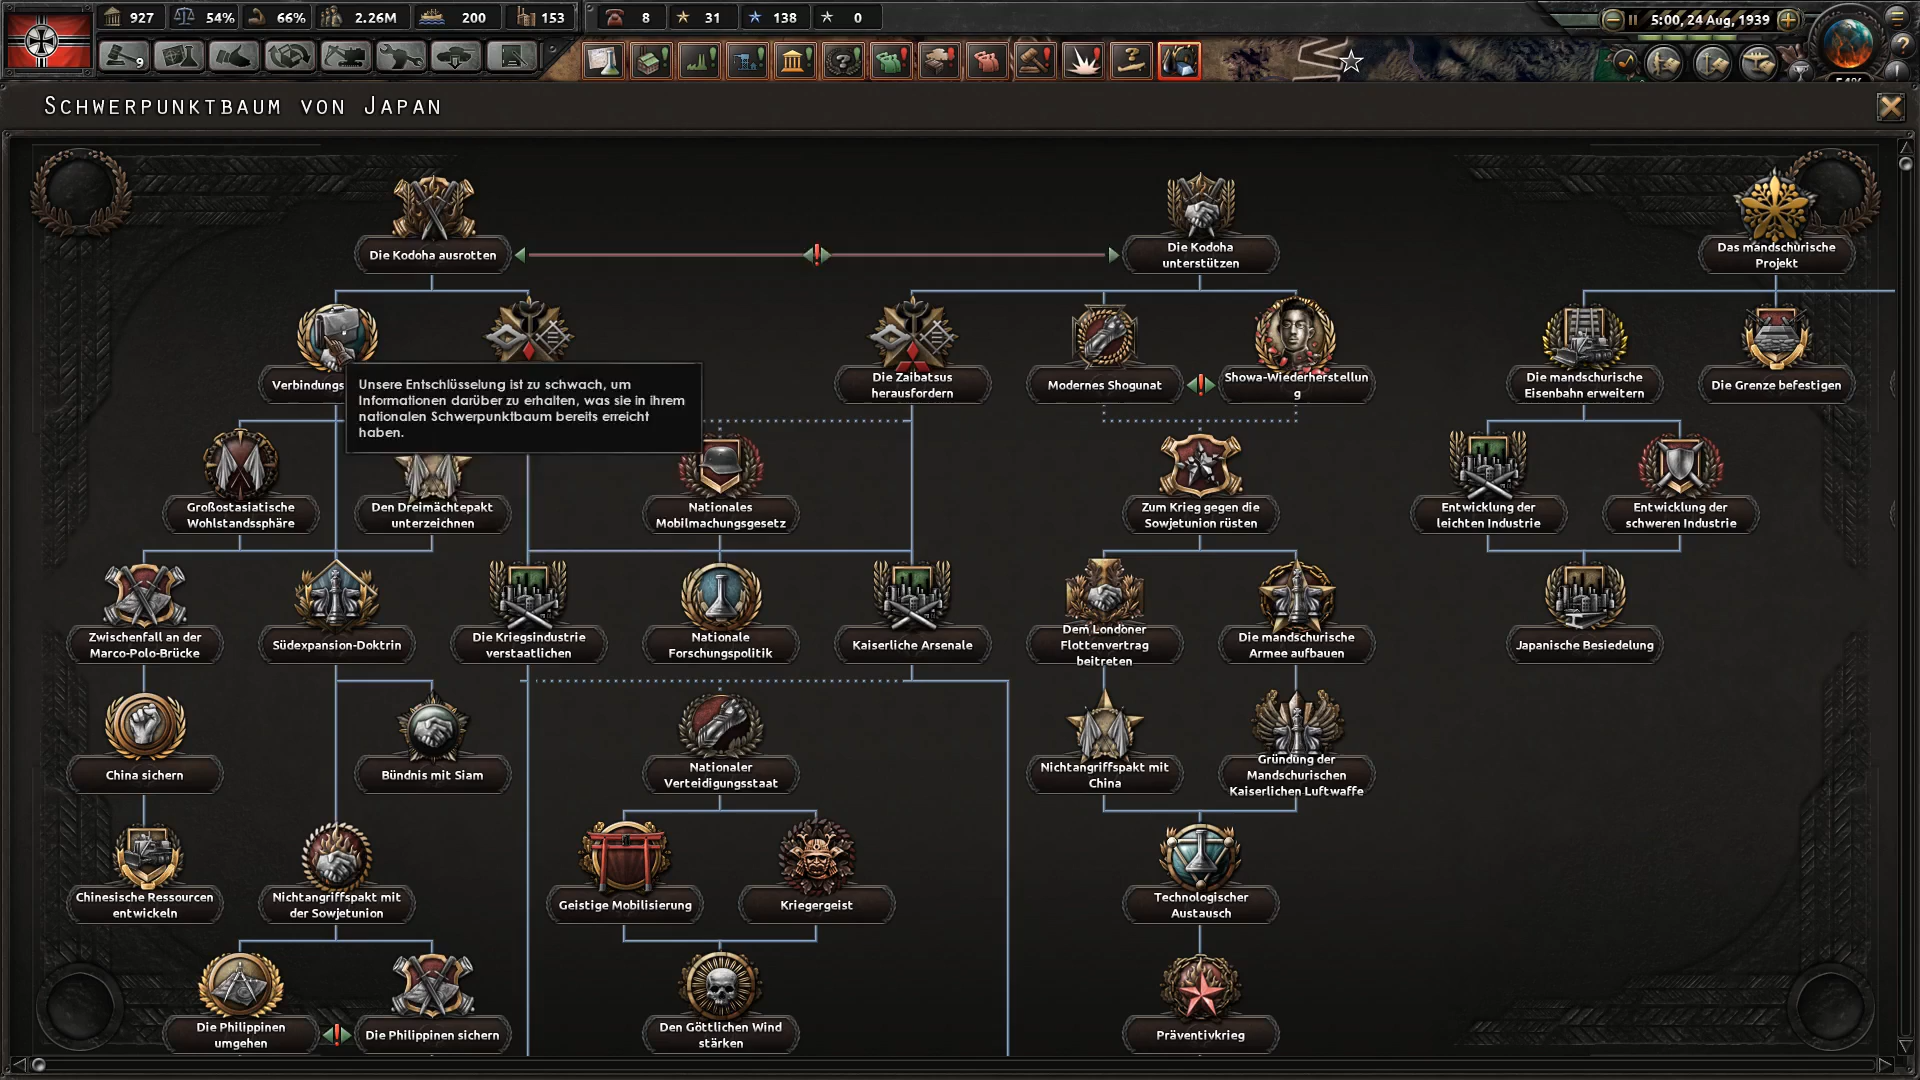 927
54%
66%
2.26M
200
153
8
31
138
0
5:00, 24 Aug, 1939
9
54%
Schwerpunktbaum von Japan
Die Kodoha ausrotten
Die Kodoha
unterstützen
Das mandschurische
Projekt
Verbindungs
Die Zaibatsus
herausfordern
Modernes Shogunat
Showa-Wiederherstellun
g
Die mandschurische
Eisenbahn erweitern
Die Grenze befestigen
Unsere Entschlüsselung ist zu schwach, um
Informationen darüber zu erhalten, was sie in ihrem
nationalen Schwerpunktbaum bereits erreicht
haben.
Großostasiatische
Wohlstandssphäre
Den Dreimächtepakt
unterzeichnen
Nationales
Mobilmachungsgesetz
Zum Krieg gegen die
Sowjetunion rüsten
Entwicklung der
leichten Industrie
Entwicklung der
schweren Industrie
Zwischenfall an der
Marco-Polo-Brücke
Südexpansion-Doktrin
Die Kriegsindustrie
verstaatlichen
Nationale
Forschungspolitik
Kaiserliche Arsenale
Dem Londoner
Flottenvertrag
beitreten
Die mandschurische
Armee aufbauen
Japanische Besiedelung
China sichern
Bündnis mit Siam
Nationaler
Verteidigungsstaat
Nichtangriffspakt mit
China
Gründung der
Mandschurischen
Kaiserlichen Luftwaffe
Chinesische Ressourcen
entwickeln
Nichtangriffspakt mit
der Sowjetunion
Geistige Mobilisierung
Kriegergeist
Technologischer
Austausch
Die Philippinen
umgehen
Die Philippinen sichern
Den Göttlichen Wind
stärken
Präventivkrieg